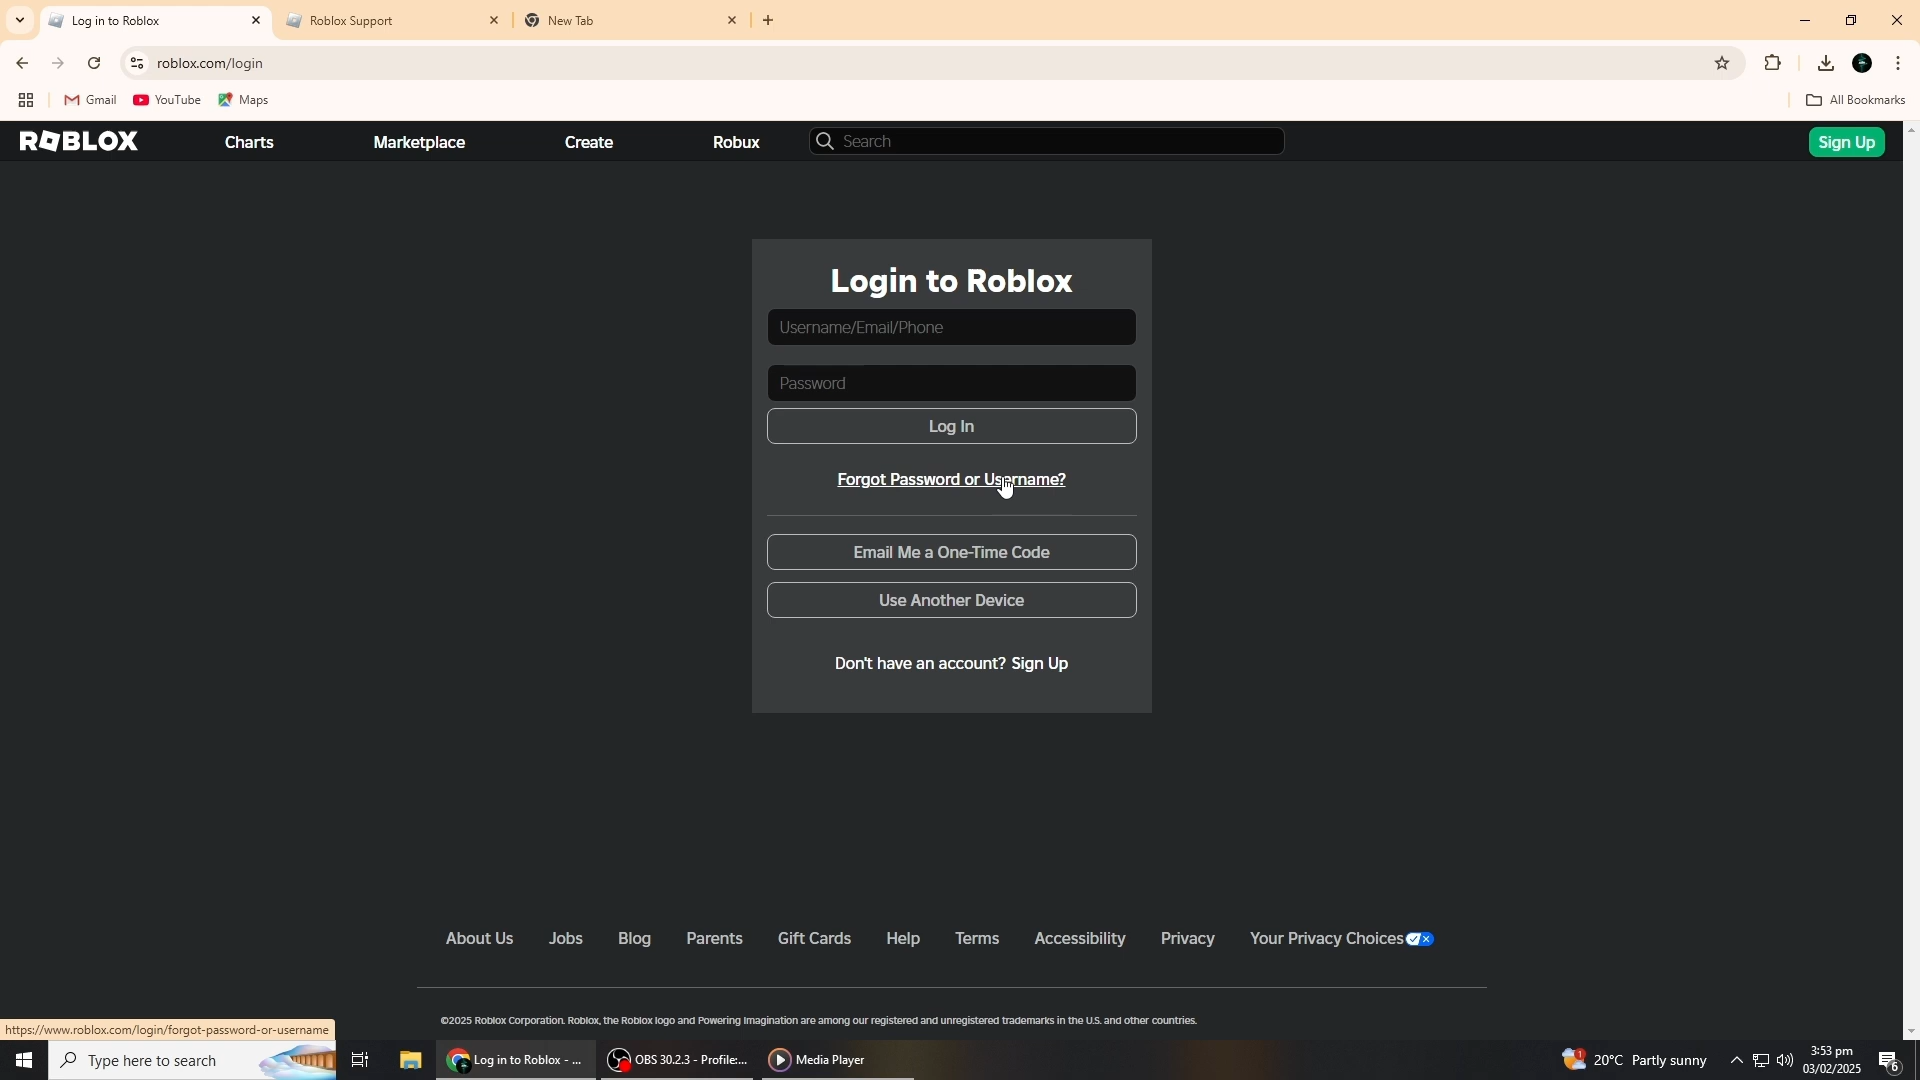 Log in to Roblox
Roblox Support
New Tab
roblox.com/login
Gmail
YouTube
Maps
All Bookmarks
ROBLOX
Charts
Marketplace
Create
Robux
Search
Sign Up
Login to Roblox
Username/Email/Phone
Password
Log In
Forgot Password or Username?
Email Me a One-Time Code
Use Another Device
Don't have an account? Sign Up
About Us
Jobs
Blog
Parents
Gift Cards
Help
Terms
Accessibility
Privacy
Your Privacy Choices
©2025 Roblox Corporation. Roblox, the Roblox logo and Powering Imagination are among our registered and unregistered trademarks in the U.S. and other countries.
https://www.roblox.com/login/forgot-password-or-username
Type here to search
Log in to Roblox - ...
OBS 30.2.3 - Profile:...
Media Player
1
20°C Partly sunny
3:53 pm
03/02/2025
6